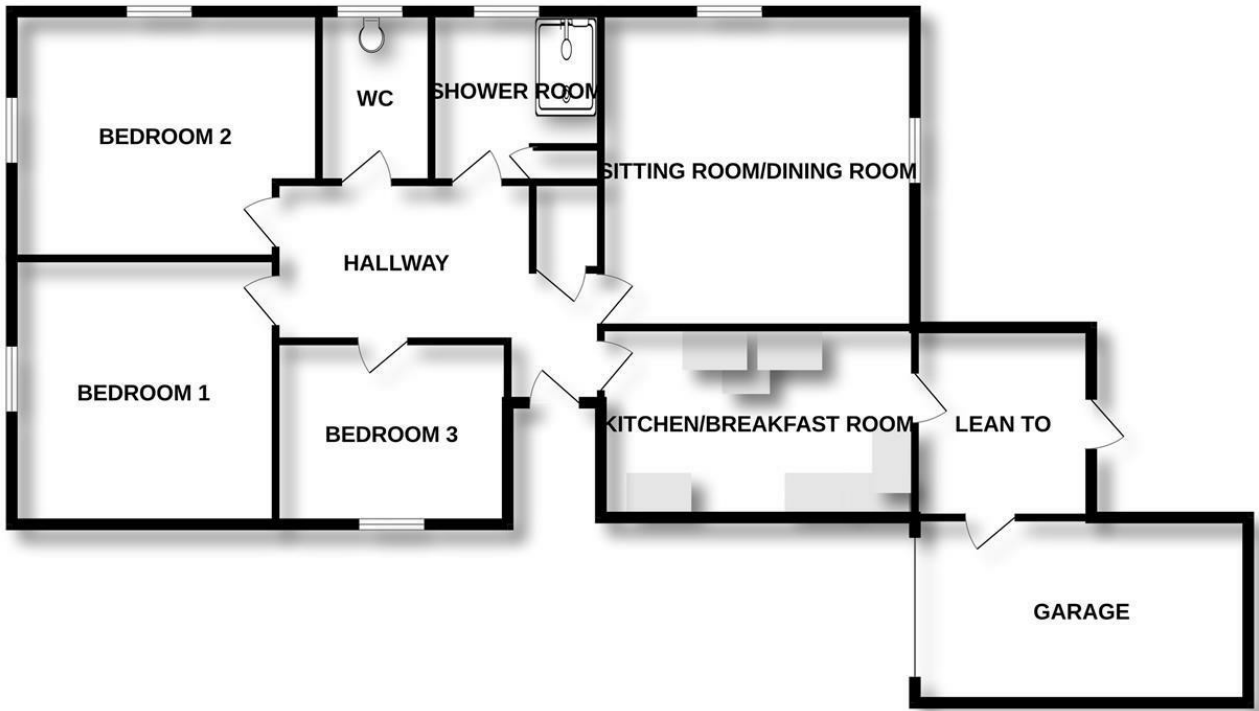 BEDROOM 2
WC
SHOWER ROOM
SITTING ROOM/DINING ROOM
HALLWAY
BEDROOM 1
BEDROOM 3
KITCHEN/BREAKFAST ROOM
LEAN TO
GARAGE